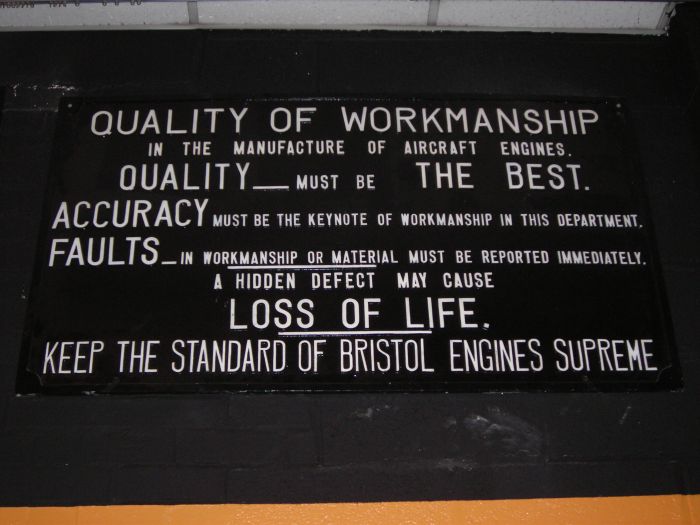 QUALITY OF WORKMANSHIP
IN THE MANUFACTURE OF AIRCRAFT ENGINES.
QUALITY__ MUST BE THE BEST.
ACCURACY MUST BE THE KEYNOTE OF WORKMANSHIP IN THIS DEPARTMENT.
FAULTS_IN WORKMANSHIP OR MATERIAL MUST BE REPORTED IMMEDIATELY.
A HIDDEN DEFECT MAY CAUSE
LOSS OF LIFE.
KEEP THE STANDARD OF BRISTOL ENGINES SUPREME